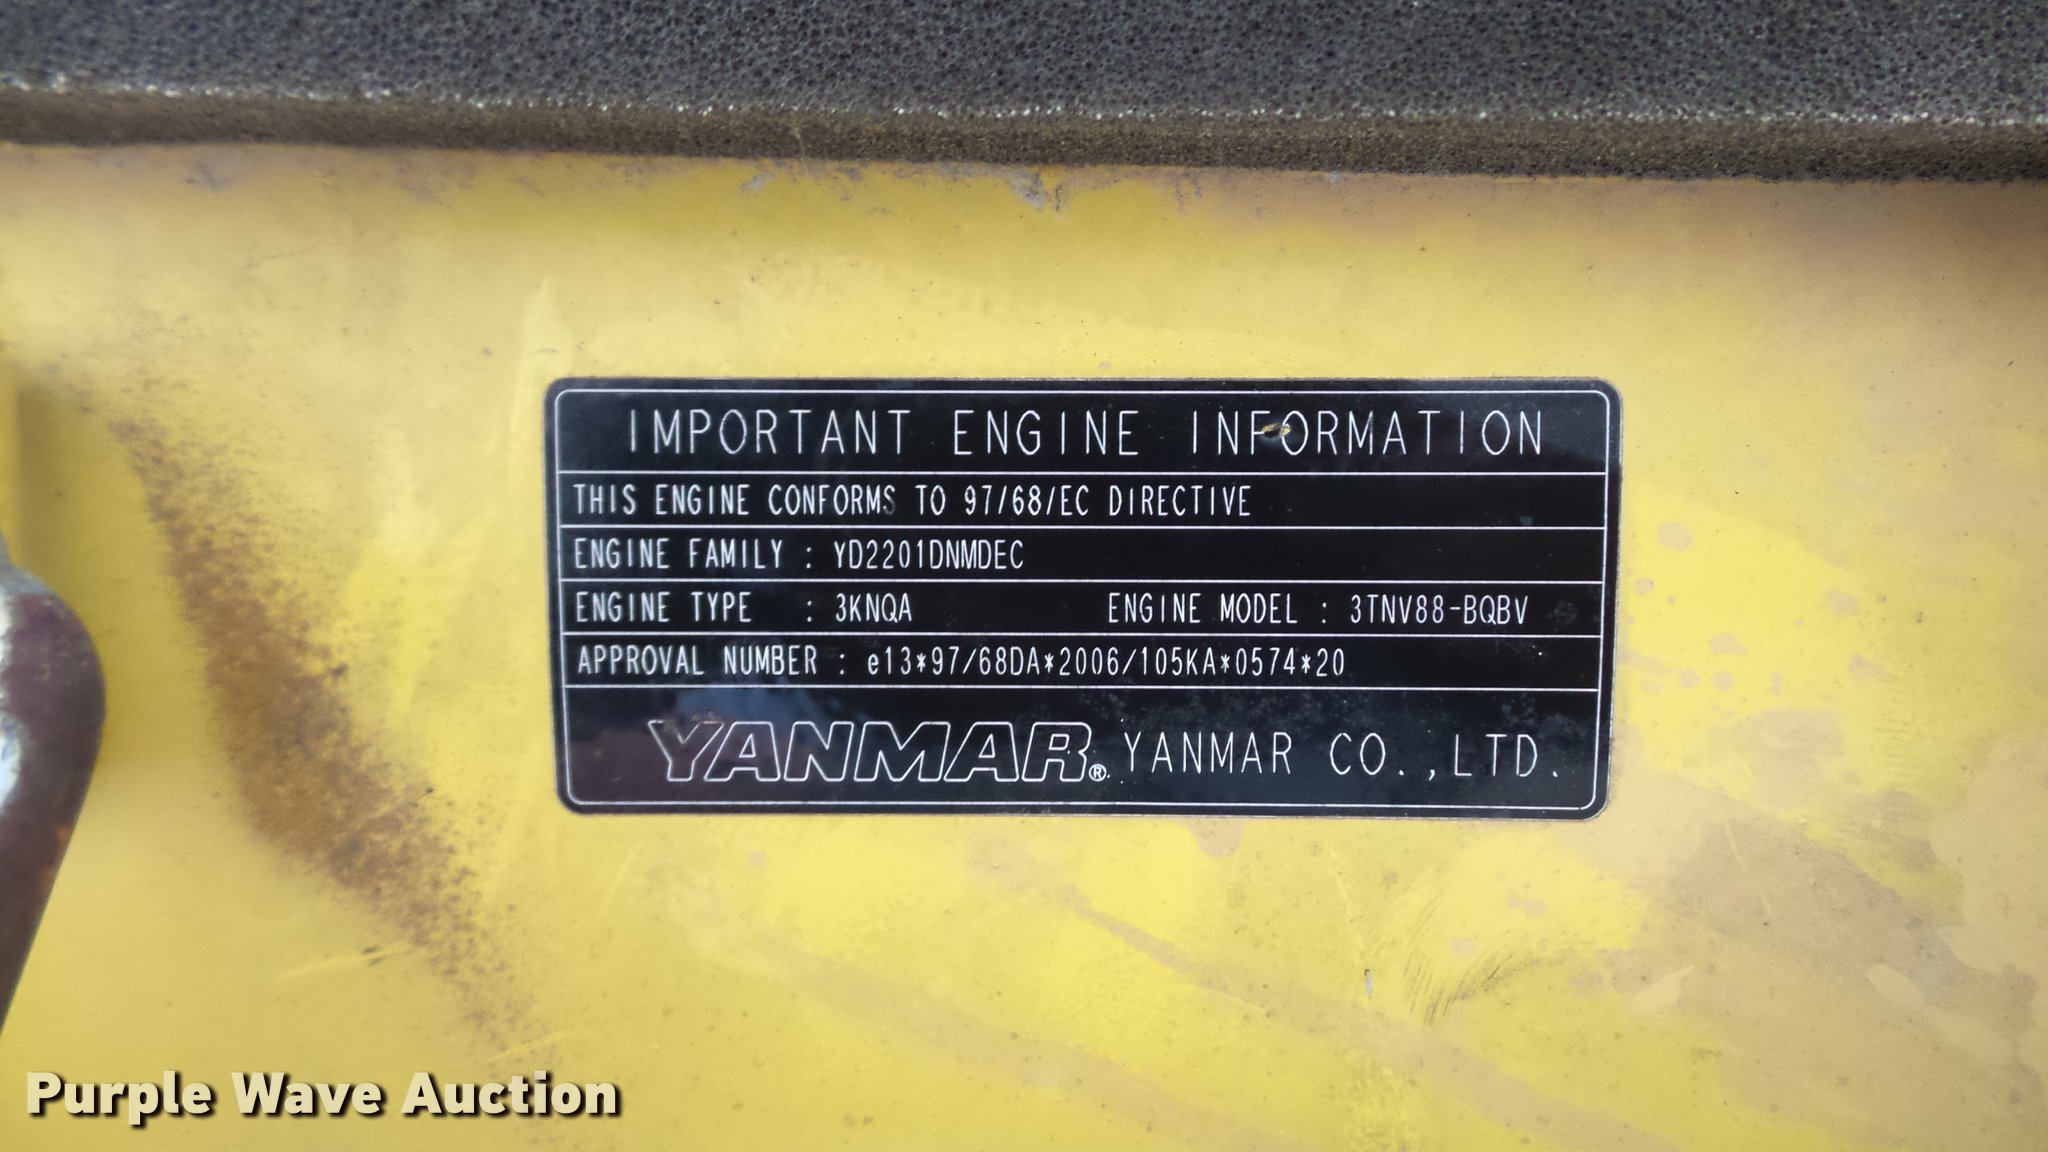 IMPORTANT ENGINE INFORMATION
THIS ENGINE CONFORMS TO 97/68/EC DIRECTIVE
ENGINE FAMILY : YD2201DNMDEC
ENGINE TYPE : 3KNQA ENGINE MODEL : 3TNV88-BQBV
APPROVAL NUMBER : e13*97/68DA*2006/105KA*0574*20
YANMAR® YANMAR CO.,LTD.
Purple Wave Auction